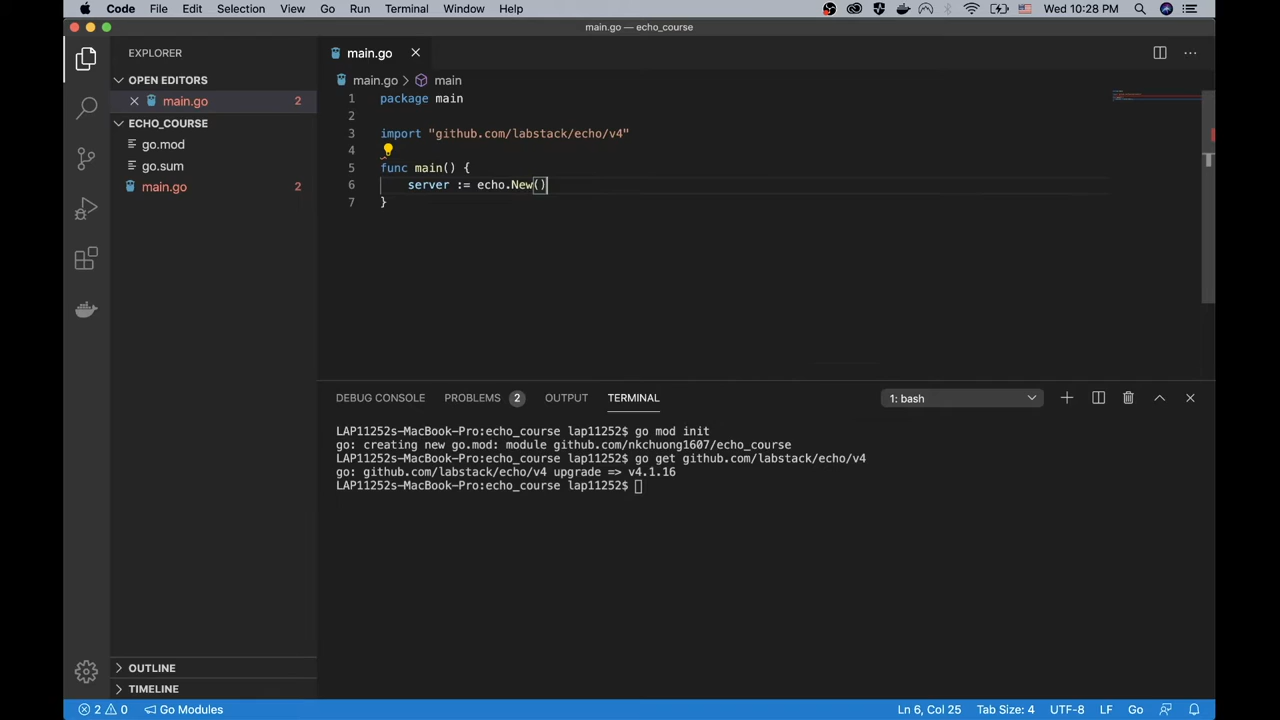 Code File Edit Selection View Go Run Terminal Window Help Wed 10:28 PM
main.go — echo_course
EXPLORER
OPEN EDITORS
main.go 2
ECHO_COURSE
go.mod
go.sum
main.go 2
OUTLINE
TIMELINE
main.go
main.go > main
1 package main
2
3 import "github.com/labstack/echo/v4"
4
5 func main() {
6 server := echo.New()
7 }
DEBUG CONSOLE PROBLEMS 2 OUTPUT TERMINAL 1: bash
LAP11252s-MacBook-Pro:echo_course lap11252$ go mod init
go: creating new go.mod: module github.com/nkchuong1607/echo_course
LAP11252s-MacBook-Pro:echo_course lap11252$ go get github.com/labstack/echo/v4
go: github.com/labstack/echo/v4 upgrade => v4.1.16
LAP11252s-MacBook-Pro:echo_course lap11252$
2 0 Go Modules Ln 6, Col 25 Tab Size: 4 UTF-8 LF Go